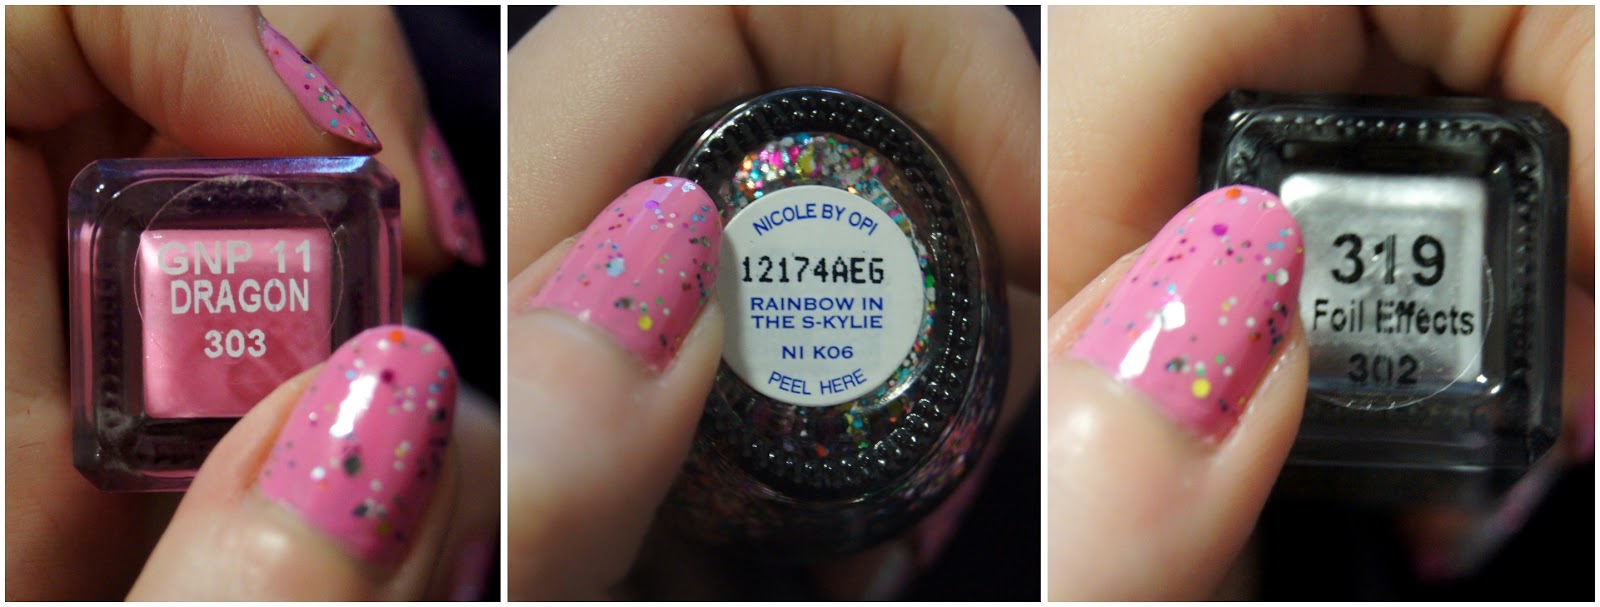 GNP 11
DRAGON
303
NICOLE BY OPI
12174AEG
RAINBOW IN
THE S-KYLIE
NI K06
PEEL HERE
319
Foil Effects
302